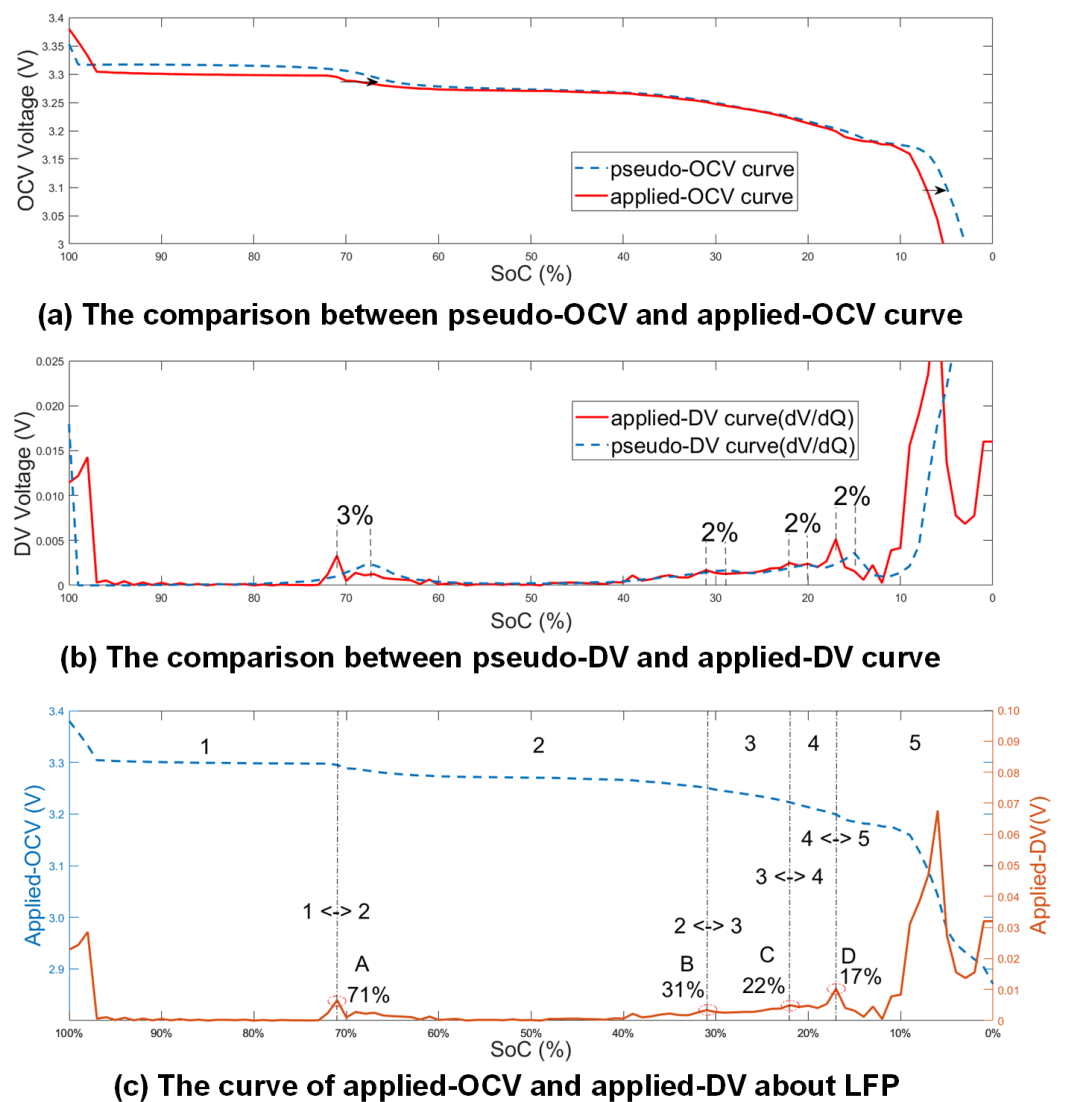 3.4
3.35
3.3
3.25
3.2
3.15
3.1
3.05
3
OCV Voltage (V)
pseudo-OCV curve
applied-OCV curve
100 90 80 70 60 50 40 30 20 10 0
SoC (%)
(a) The comparison between pseudo-OCV and applied-OCV curve
0.025
0.020
0.015
0.010
0.005
0
DV Voltage (V)
applied-DV curve(dV/dQ)
pseudo-DV curve(dV/dQ)
3%
2%
2%
2%
100 90 80 70 60 50 40 30 20 10 0
SoC (%)
(b) The comparison between pseudo-DV and applied-DV curve
3.4
3.3
3.2
3.1
3.0
2.9
Applied-OCV (V)
1 2 3 4 5
4 <-> 5
3 <-> 4
1 <-> 2
2 <-> 3
A
71%
B
31%
C
22%
D
17%
0.10
0.09
0.08
0.07
0.06
0.05
0.04
0.03
0.02
0.01
0
Applied-DV(V)
100% 90% 80% 70% 60% 50% 40% 30% 20% 10% 0%
SoC (%)
(c) The curve of applied-OCV and applied-DV about LFP